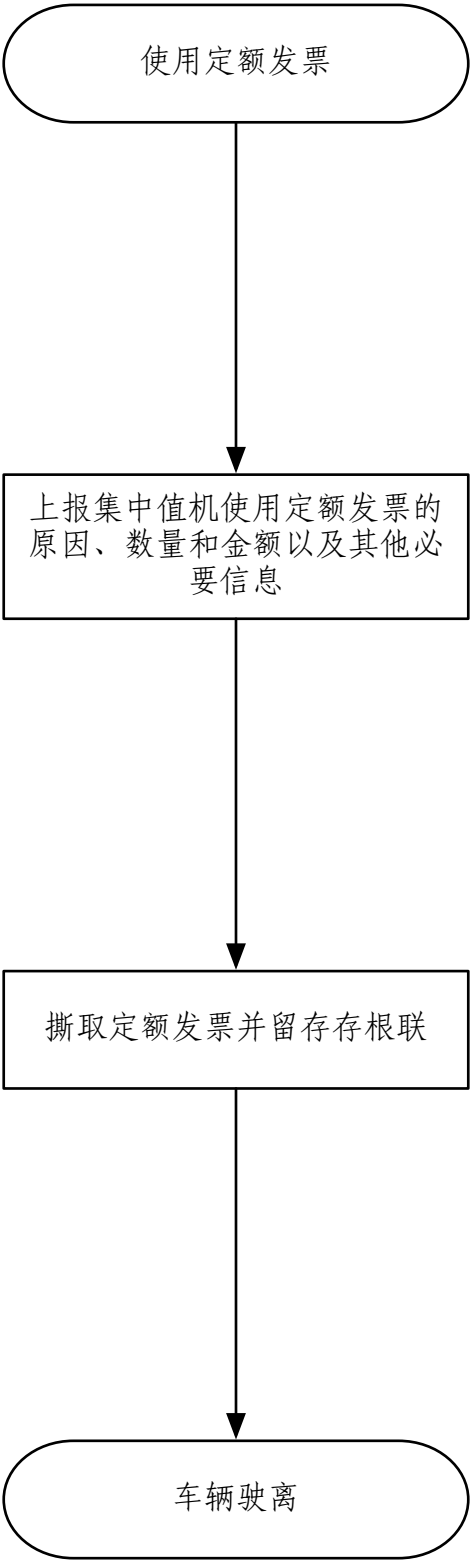 使用定额发票
上报集中值机使用定额发票的
原因、数量和金额以及其他必
要信息
撕取定额发票并留存存根联
车辆驶离